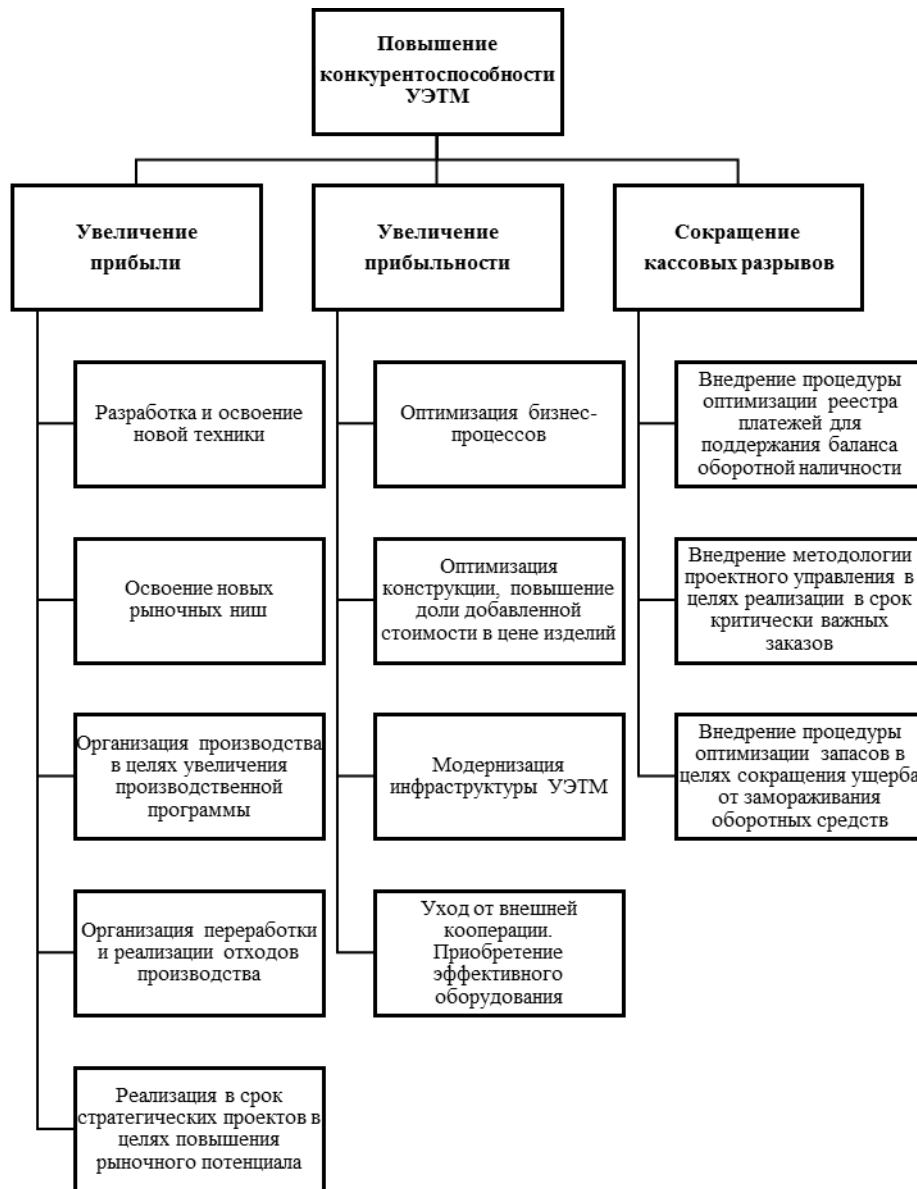 Повышение
конкурентоспособности
УЭТМ
Увеличение
прибыли
Разработка и освоение
новой техники
Освоение новых
рыночных ниш
Организация производства
в целях увеличения
производственной
программы
Организация переработки
и реализации отходов
производства
Реализация в срок
стратегических проектов в
целях повышения
рыночного потенциала
Увеличение
прибыльности
Оптимизация бизнес-
процессов
Оптимизация
конструкции, повышение
доли добавленной
стоимости в цене изделий
Модернизация
инфраструктуры УЭТМ
Уход от внешней
кооперации.
Приобретение
эффективного
оборудования
Сокращение
кассовых разрывов
Внедрение процедуры
оптимизации реестра
платежей для
поддержания баланса
оборотной наличности
Внедрение методологии
проектного управления в
целях реализации в срок
критически важных
заказов
Внедрение процедуры
оптимизации запасов в
целях сокращения ущерба
от замораживания
оборотных средств